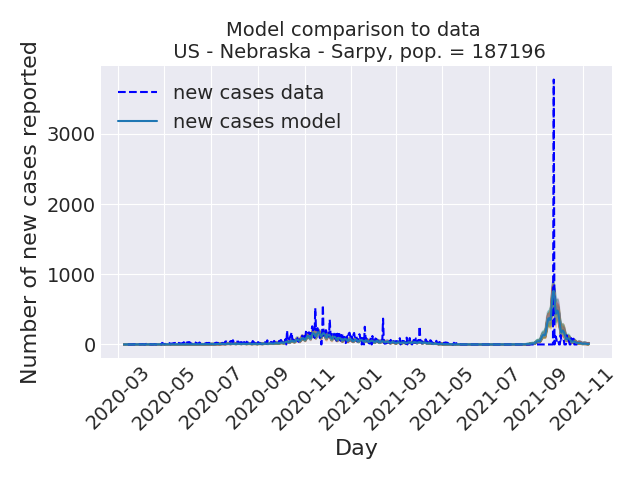 Model comparison to data
US - Nebraska - Sarpy, pop. = 187196
new cases data
new cases model
Number of new cases reported
3000
2000
1000
0
2020-03
2020-05
2020-07
2020-09
2020-11
2021-01
2021-03
2021-05
2021-07
2021-09
2021-11
Day